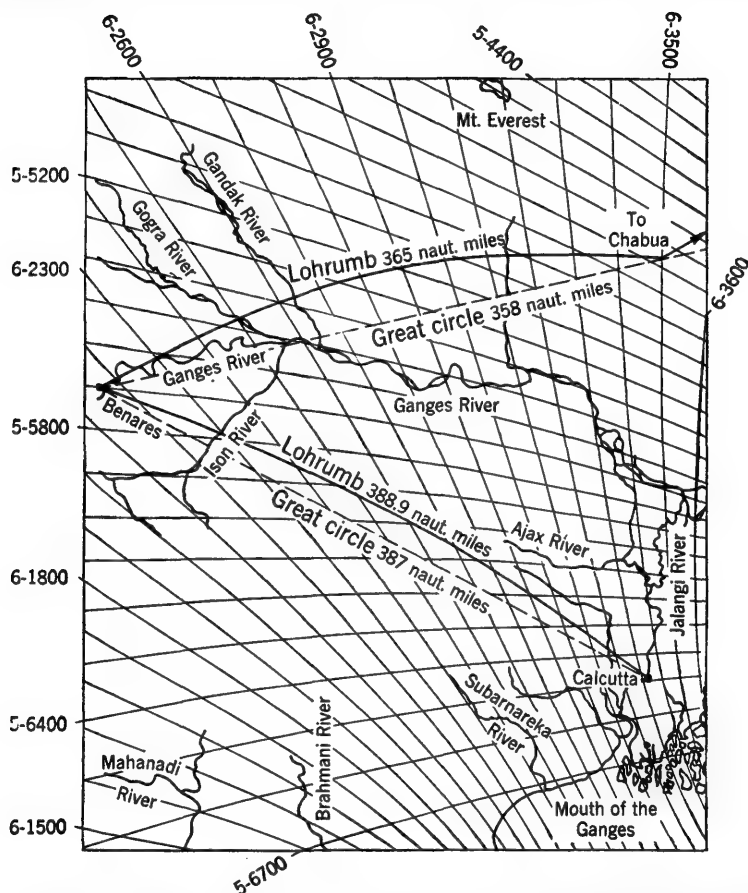 6-2600
6-2900
5-4400
6-3500
Mt. Everest
5-5200
Gandak River
Gogra River
To
Chabua
6-2300
Lohrumb 365 naut. miles
6-3600
Great circle 358 naut. miles
Ganges River
Ganges River
Benares
5-5800
Ison River
Lohrumb 388.9 naut. miles
Great circle 387 naut. miles
Ajax River
Jalangi River
6-1800
Calcutta
Subarnareka
River
5-6400
Brahmani River
Mahanadi
River
Mouth of the
Ganges
6-1500
5-6700